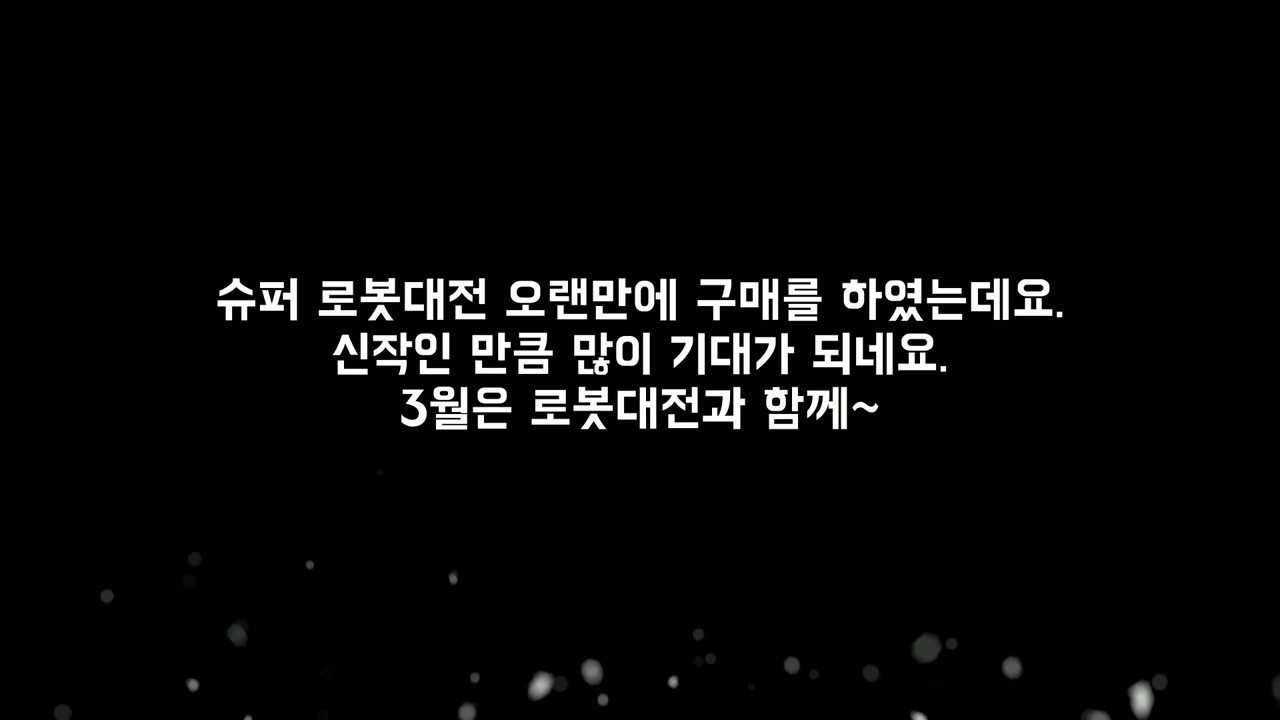 슈퍼 로봇대전 오랜만에 구매를 하였는데요.
신작인 만큼 많이 기대가 되네요.
3월은 로봇대전과 함께~